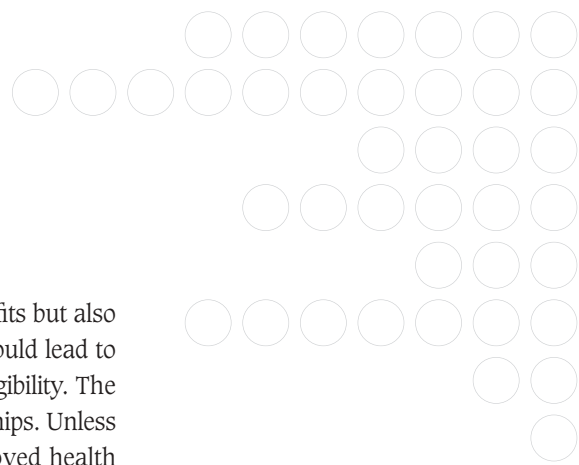 fits but also
ould lead to
gibility. The
hips. Unless
oved health